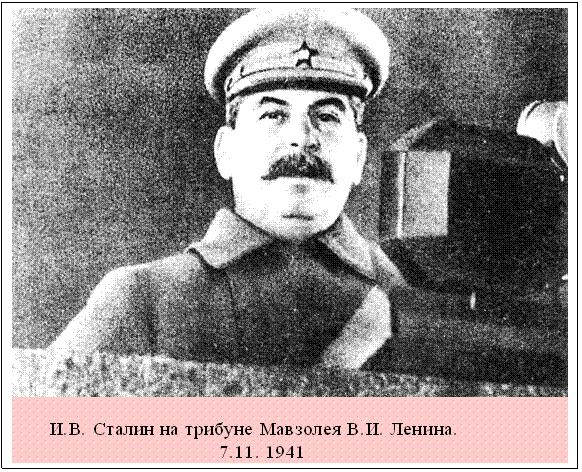 И.В. Сталин на трибуне Мавзолея В.И. Ленина.
7.11. 1941